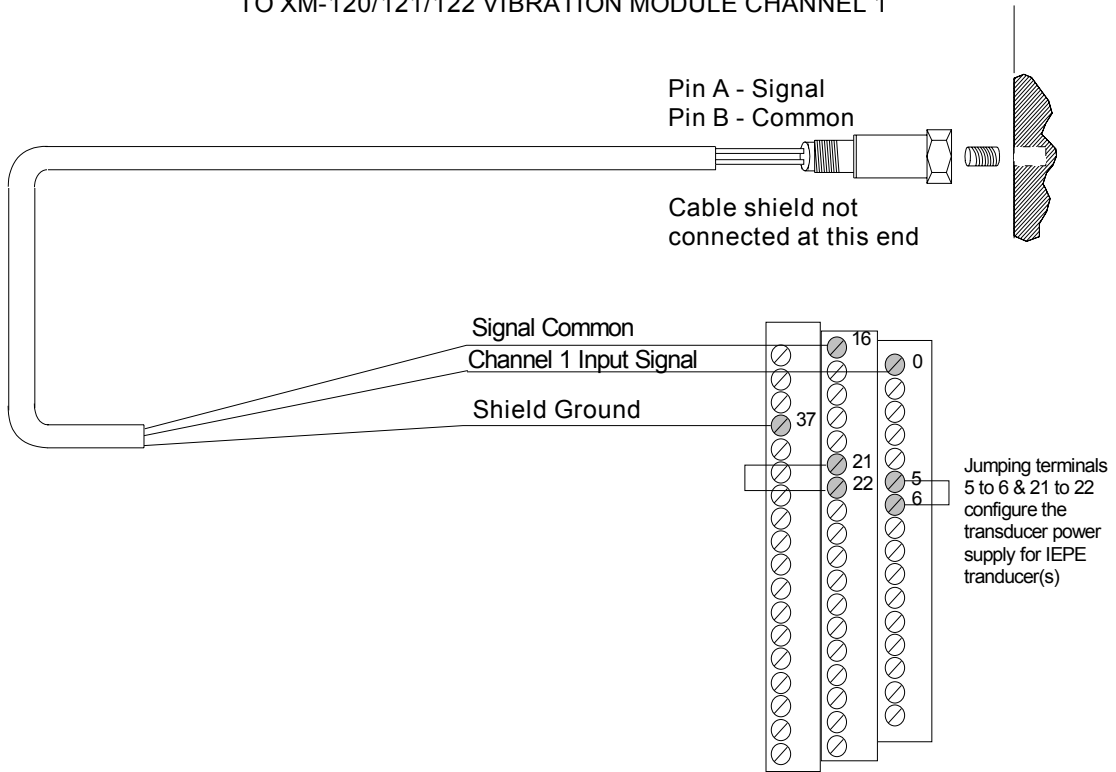 TO XM-120/121/122 VIBRATION MODULE CHANNEL 1
Pin A - Signal
Pin B - Common
Cable shield not
connected at this end
Signal Common
Channel 1 Input Signal
Shield Ground
16
0
37
21
22
5
6
Jumping terminals
5 to 6 & 21 to 22
configure the
transducer power
supply for IEPE
tranducer(s)